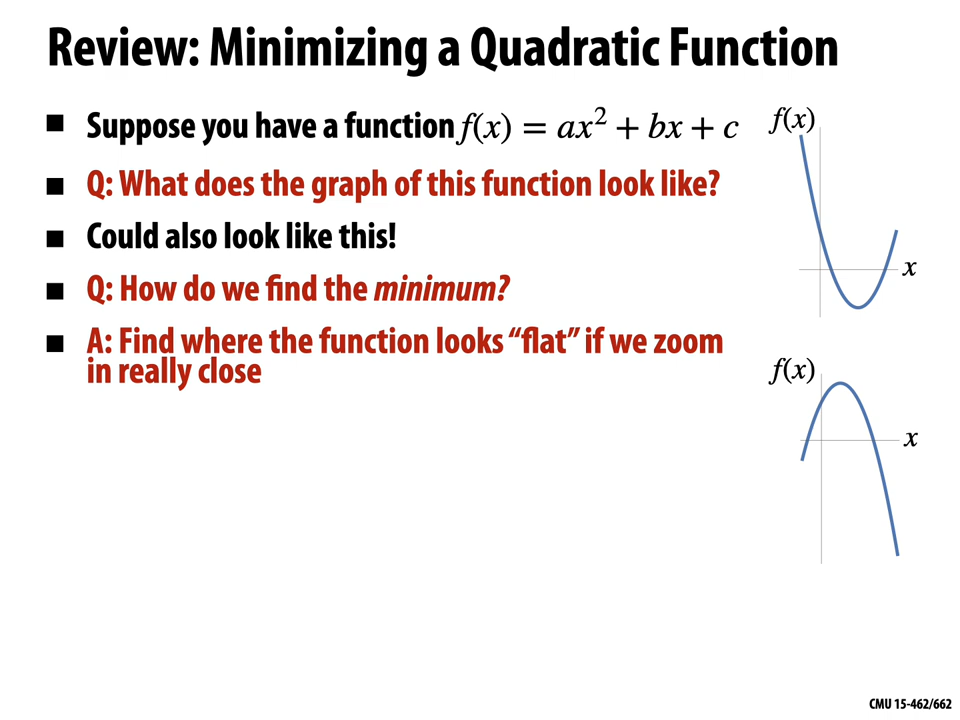 Review: Minimizing a Quadratic Function
■ Suppose you have a function f(x) = ax² + bx + c
■ Q: What does the graph of this function look like?
■ Could also look like this!
■ Q: How do we find the minimum?
■ A: Find where the function looks “flat” if we zoom
in really close
f(x)
x
f(x)
x
CMU 15-462/662